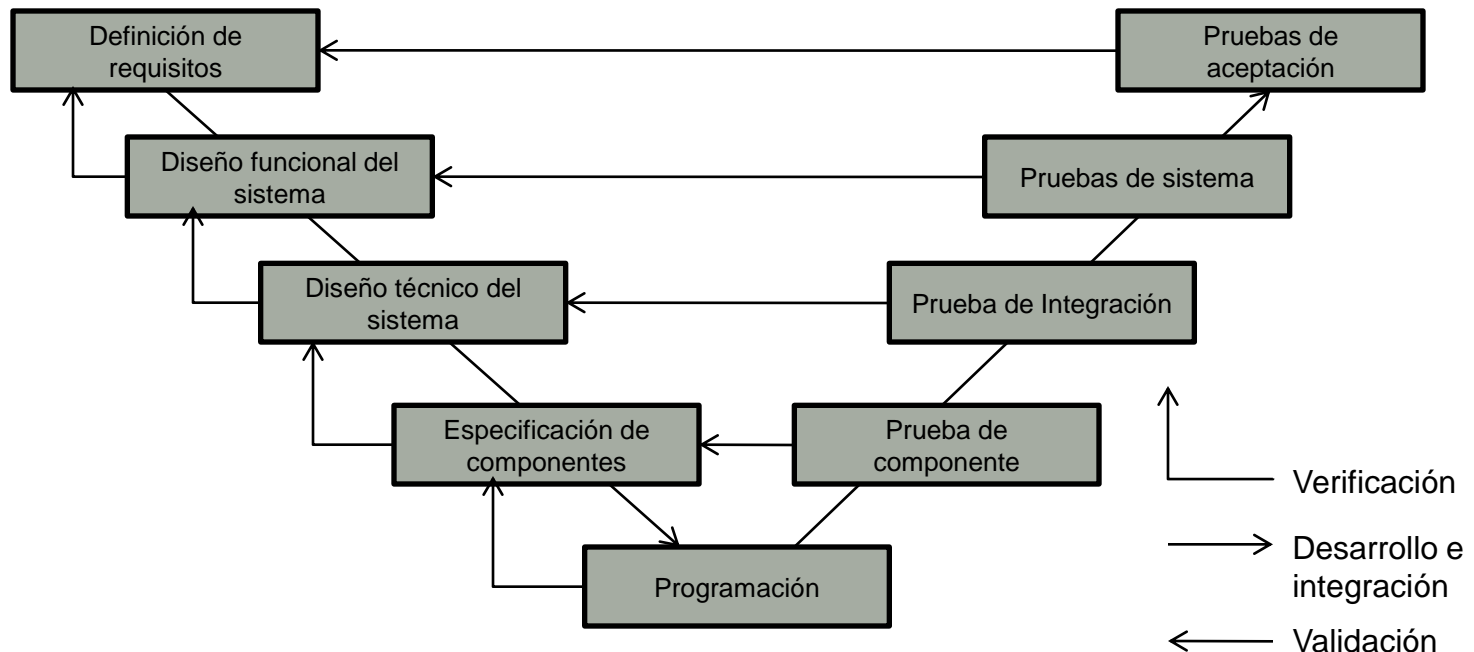 Definición de
requisitos
Pruebas de
aceptación
Diseño funcional del
sistema
Pruebas de sistema
Diseño técnico del
sistema
Prueba de Integración
Especificación de
componentes
Prueba de
componente
Programación
Verificación
Desarrollo e
integración
Validación